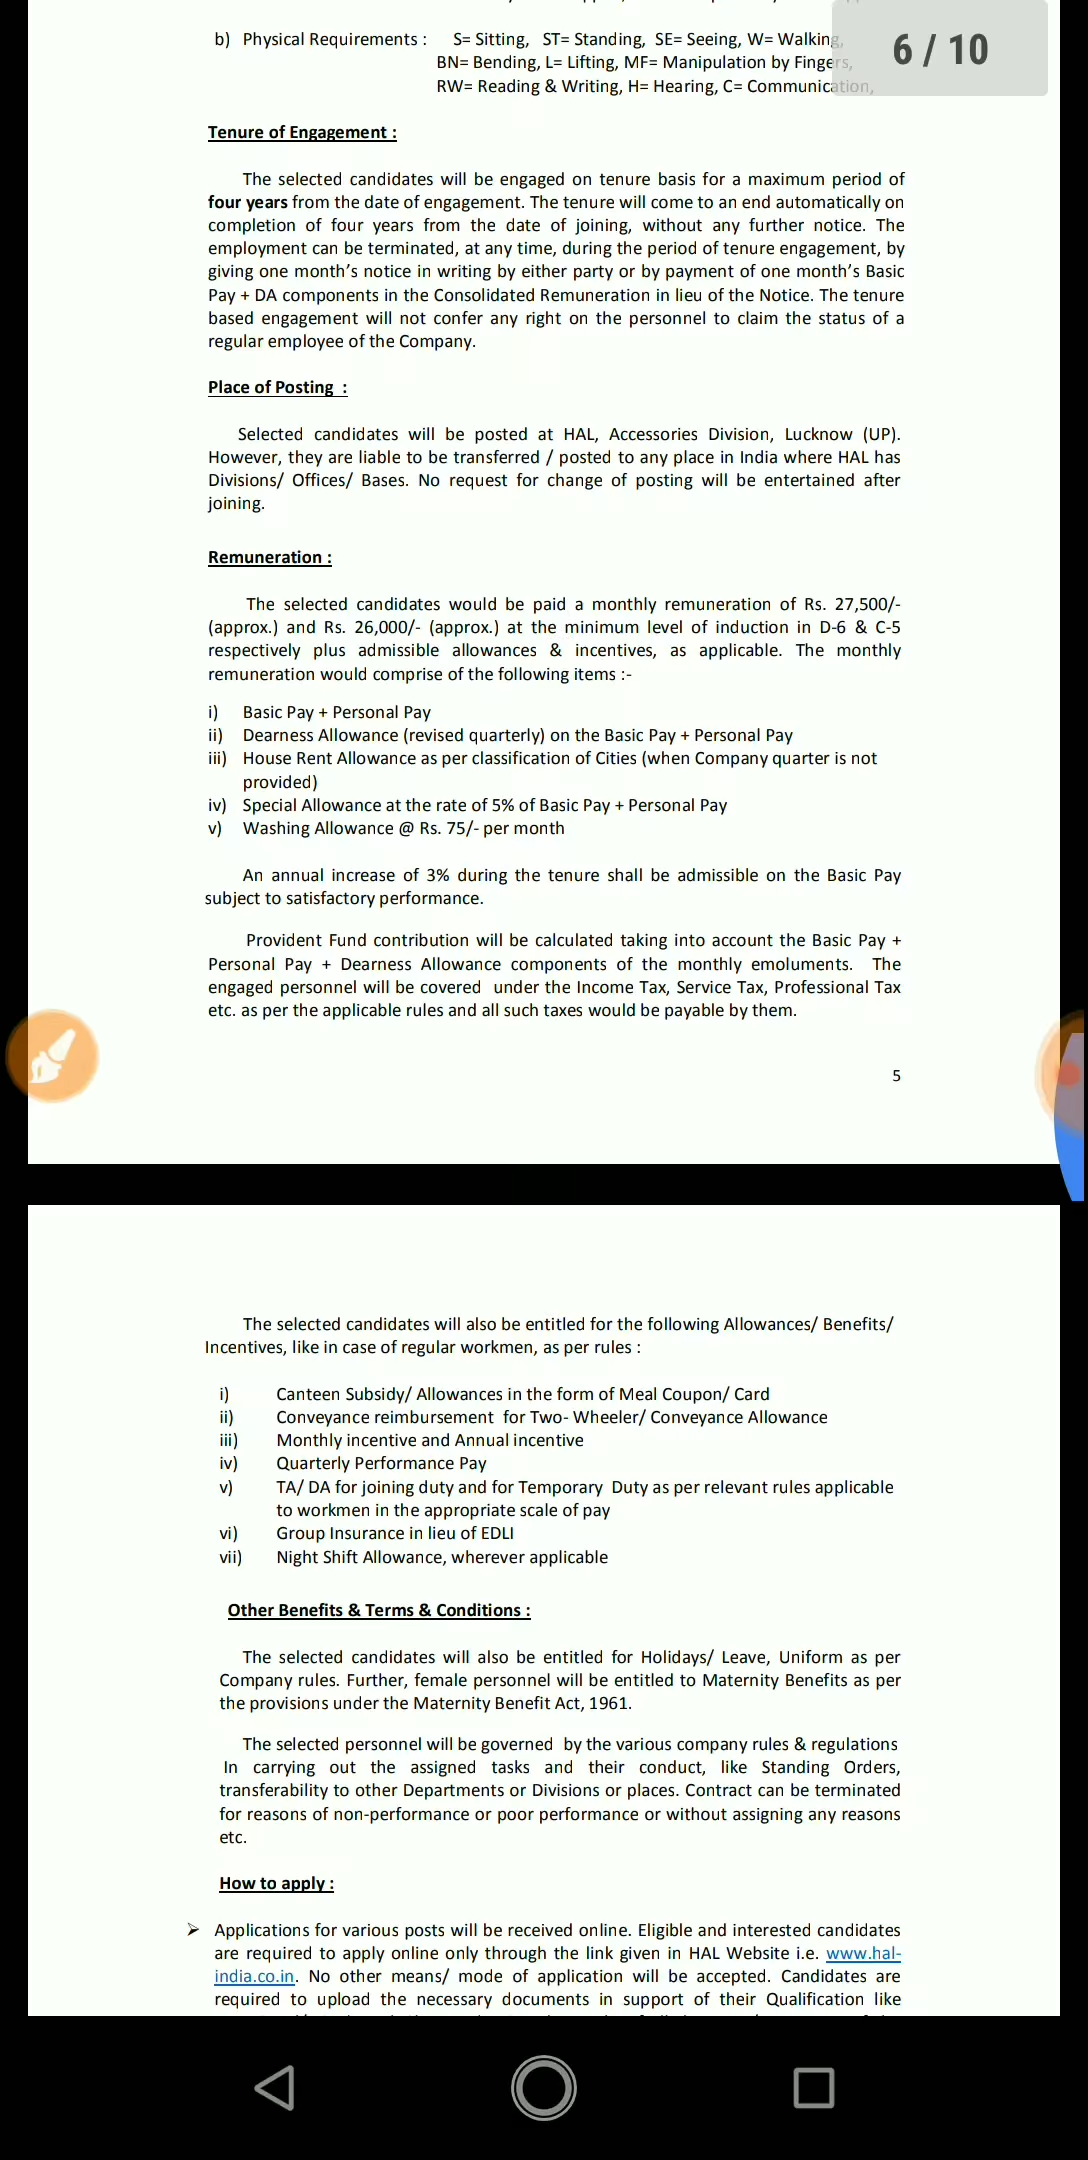 b) Physical Requirements : S= Sitting, ST= Standing, SE= Seeing, W= Walking,
BN= Bending, L= Lifting, MF= Manipulation by Fingers,
RW= Reading & Writing, H= Hearing, C= Communication,
6 / 10
Tenure of Engagement :
The selected candidates will be engaged on tenure basis for a maximum period of
four years from the date of engagement. The tenure will come to an end automatically on
completion of four years from the date of joining, without any further notice. The
employment can be terminated, at any time, during the period of tenure engagement, by
giving one month’s notice in writing by either party or by payment of one month’s Basic
Pay + DA components in the Consolidated Remuneration in lieu of the Notice. The tenure
based engagement will not confer any right on the personnel to claim the status of a
regular employee of the Company.
Place of Posting :
Selected candidates will be posted at HAL, Accessories Division, Lucknow (UP).
However, they are liable to be transferred / posted to any place in India where HAL has
Divisions/ Offices/ Bases. No request for change of posting will be entertained after
joining.
Remuneration :
The selected candidates would be paid a monthly remuneration of Rs. 27,500/-
(approx.) and Rs. 26,000/- (approx.) at the minimum level of induction in D-6 & C-5
respectively plus admissible allowances & incentives, as applicable. The monthly
remuneration would comprise of the following items :-
i) Basic Pay + Personal Pay
ii) Dearness Allowance (revised quarterly) on the Basic Pay + Personal Pay
iii) House Rent Allowance as per classification of Cities (when Company quarter is not
provided)
iv) Special Allowance at the rate of 5% of Basic Pay + Personal Pay
v) Washing Allowance @ Rs. 75/- per month
An annual increase of 3% during the tenure shall be admissible on the Basic Pay
subject to satisfactory performance.
Provident Fund contribution will be calculated taking into account the Basic Pay +
Personal Pay + Dearness Allowance components of the monthly emoluments. The
engaged personnel will be covered under the Income Tax, Service Tax, Professional Tax
etc. as per the applicable rules and all such taxes would be payable by them.
5
The selected candidates will also be entitled for the following Allowances/ Benefits/
Incentives, like in case of regular workmen, as per rules :
i) Canteen Subsidy/ Allowances in the form of Meal Coupon/ Card
ii) Conveyance reimbursement for Two- Wheeler/ Conveyance Allowance
iii) Monthly incentive and Annual incentive
iv) Quarterly Performance Pay
v) TA/ DA for joining duty and for Temporary Duty as per relevant rules applicable
to workmen in the appropriate scale of pay
vi) Group Insurance in lieu of EDLI
vii) Night Shift Allowance, wherever applicable
Other Benefits & Terms & Conditions :
The selected candidates will also be entitled for Holidays/ Leave, Uniform as per
Company rules. Further, female personnel will be entitled to Maternity Benefits as per
the provisions under the Maternity Benefit Act, 1961.
The selected personnel will be governed by the various company rules & regulations
In carrying out the assigned tasks and their conduct, like Standing Orders,
transferability to other Departments or Divisions or places. Contract can be terminated
for reasons of non-performance or poor performance or without assigning any reasons
etc.
How to apply :
➢ Applications for various posts will be received online. Eligible and interested candidates
are required to apply online only through the link given in HAL Website i.e. www.hal-
india.co.in. No other means/ mode of application will be accepted. Candidates are
required to upload the necessary documents in support of their Qualification like